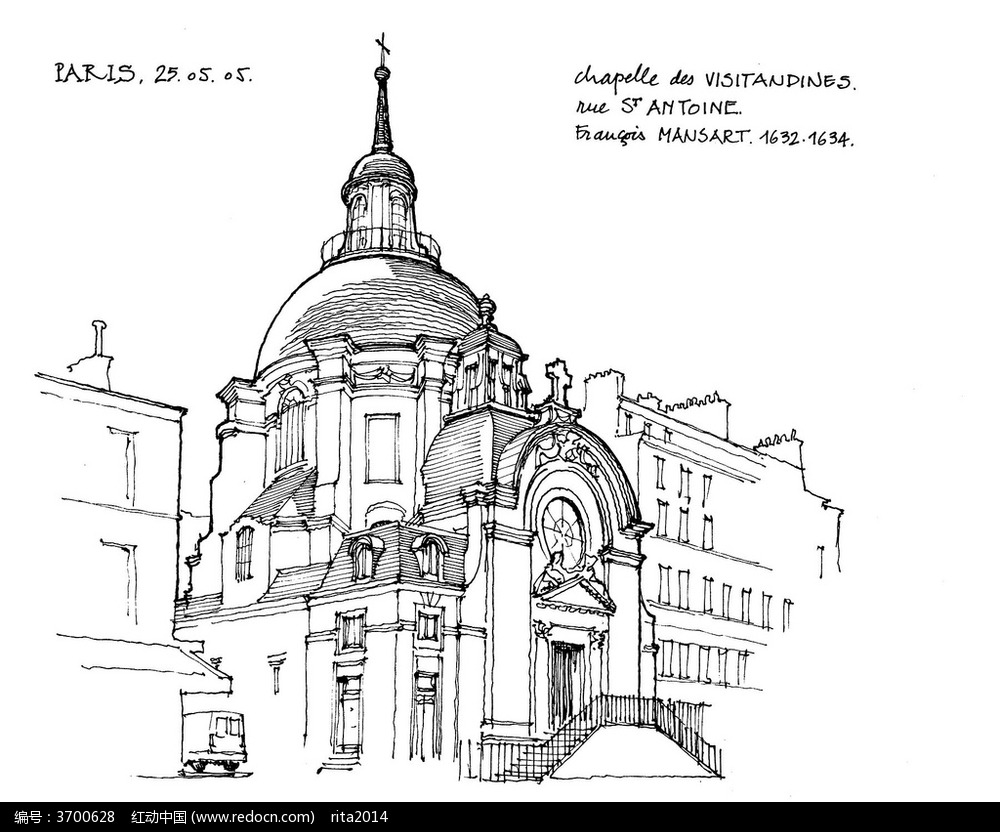 PARIS, 25.05.05.
chapelle des VISITANDINES.
rue ST ANTOINE.
François MANSART. 1632.1634.
编号：3700628 红动中国 (www.redocn.com) rita2014